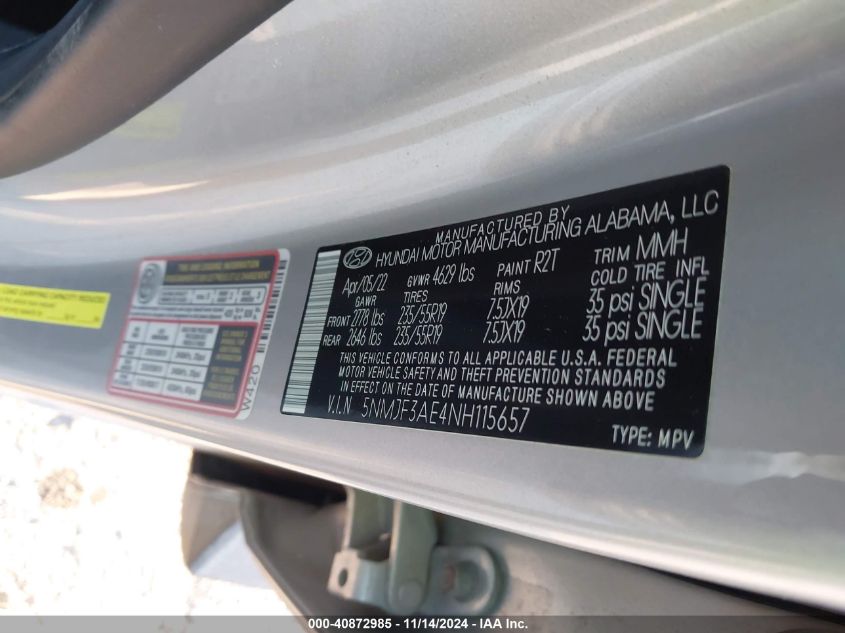 MANUFACTURED BY
HYUNDAI MOTOR MANUFACTURING ALABAMA, LLC
Apr/05/22 GVWR 4629 lbs PAINT R2T TRIM MMH
GAWR TIRES RIMS COLD TIRE INFL
FRONT 2778 lbs 235/55R19 7.5JX19 35 psi SINGLE
REAR 2646 lbs 235/55R19 7.5JX19 35 psi SINGLE
THIS VEHICLE CONFORMS TO ALL APPLICABLE U.S.A. FEDERAL
MOTOR VEHICLE SAFETY AND THEFT PREVENTION STANDARDS
IN EFFECT ON THE DATE OF MANUFACTURE SHOWN ABOVE.
V.I.N 5NMJF3AE4NH115657
TYPE: MPV
TIRE AND LOADING INFORMATION
W420
000-40872985 - 11/14/2024 - IAA Inc.